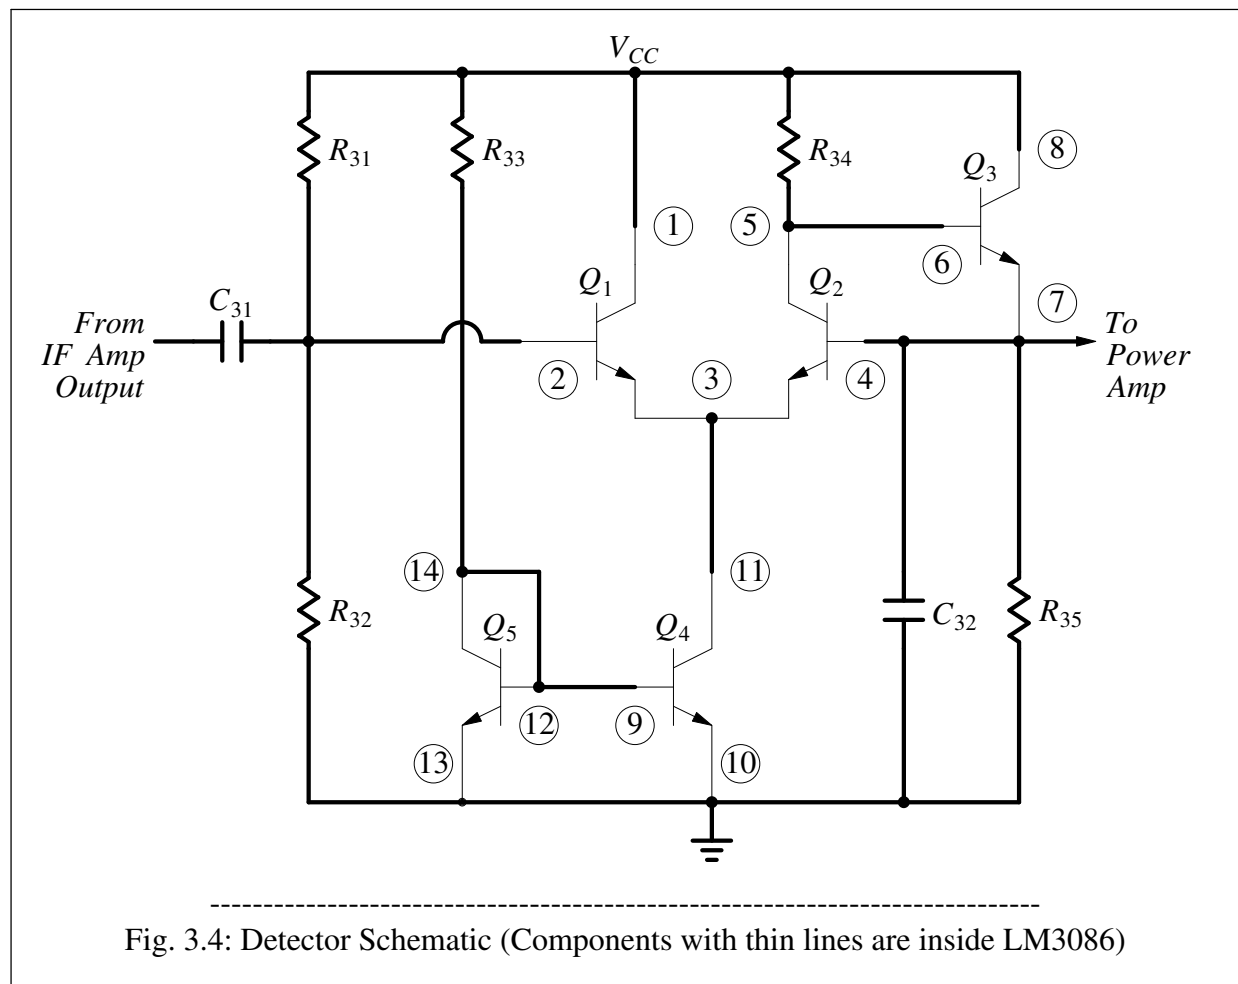 V_CC
R_31
R_33
R_34
8
Q_3
1
5
6
C_31
Q_1
Q_2
7
From
IF Amp
Output
To
Power
Amp
2
3
4
14
11
R_32
Q_5
Q_4
C_32
R_35
12
9
13
10
Fig. 3.4: Detector Schematic (Components with thin lines are inside LM3086)